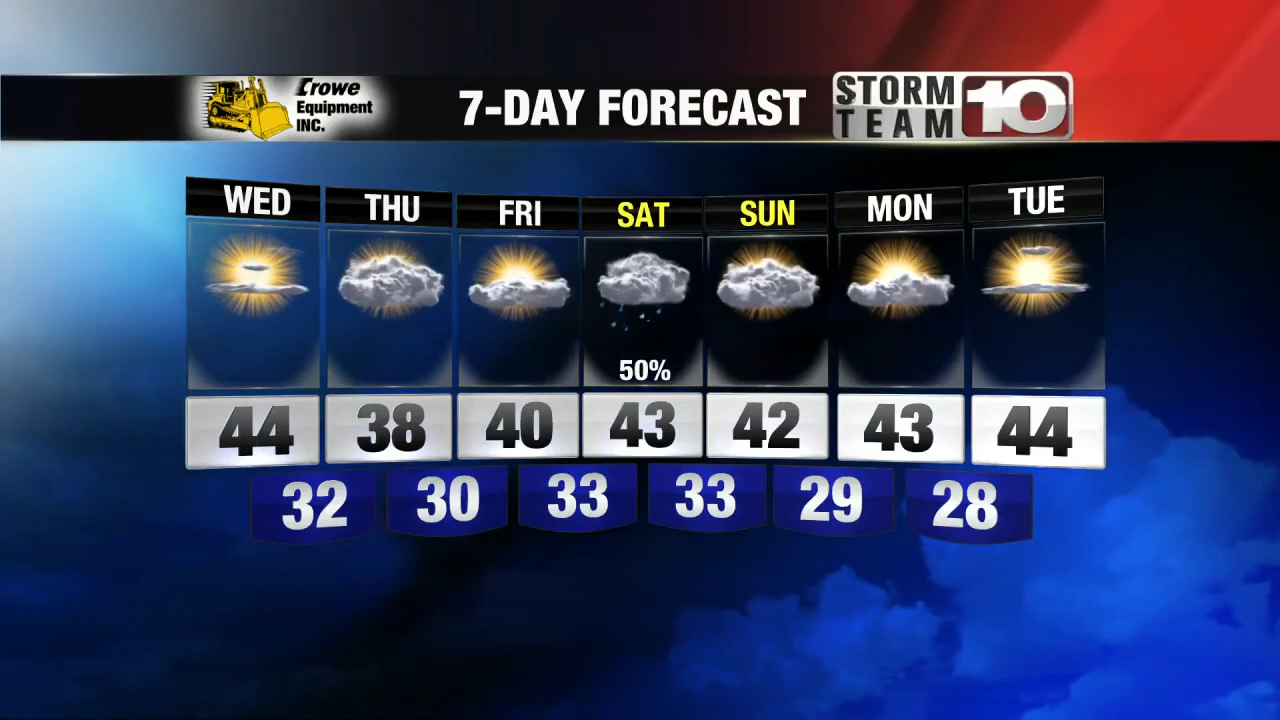 Crowe
Equipment
INC.
7-DAY FORECAST
STORM
TEAM
10
WED THU FRI SAT SUN MON TUE
50%
44 38 40 43 42 43 44
32 30 33 33 29 28